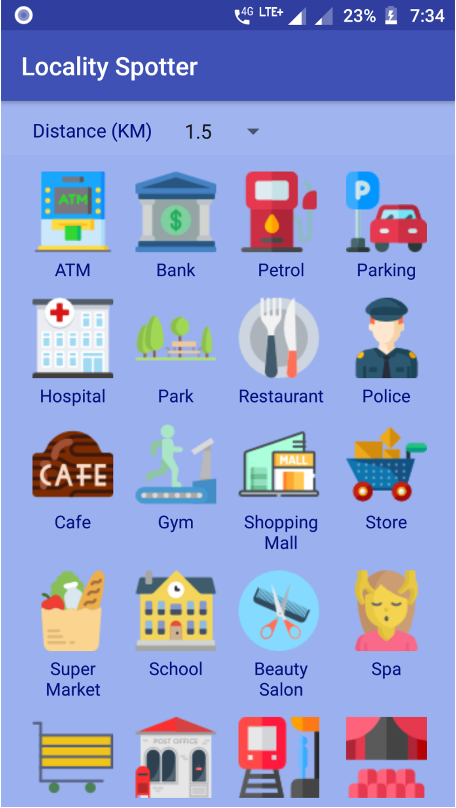 4G LTE+ 23% 7:34
Locality Spotter
Distance (KM) 1.5
ATM
P
ATM Bank Petrol Parking
Hospital Park Restaurant Police
CAFE
MALL
Cafe Gym Shopping Mall Store
Super Market School Beauty Salon Spa
POST OFFICE